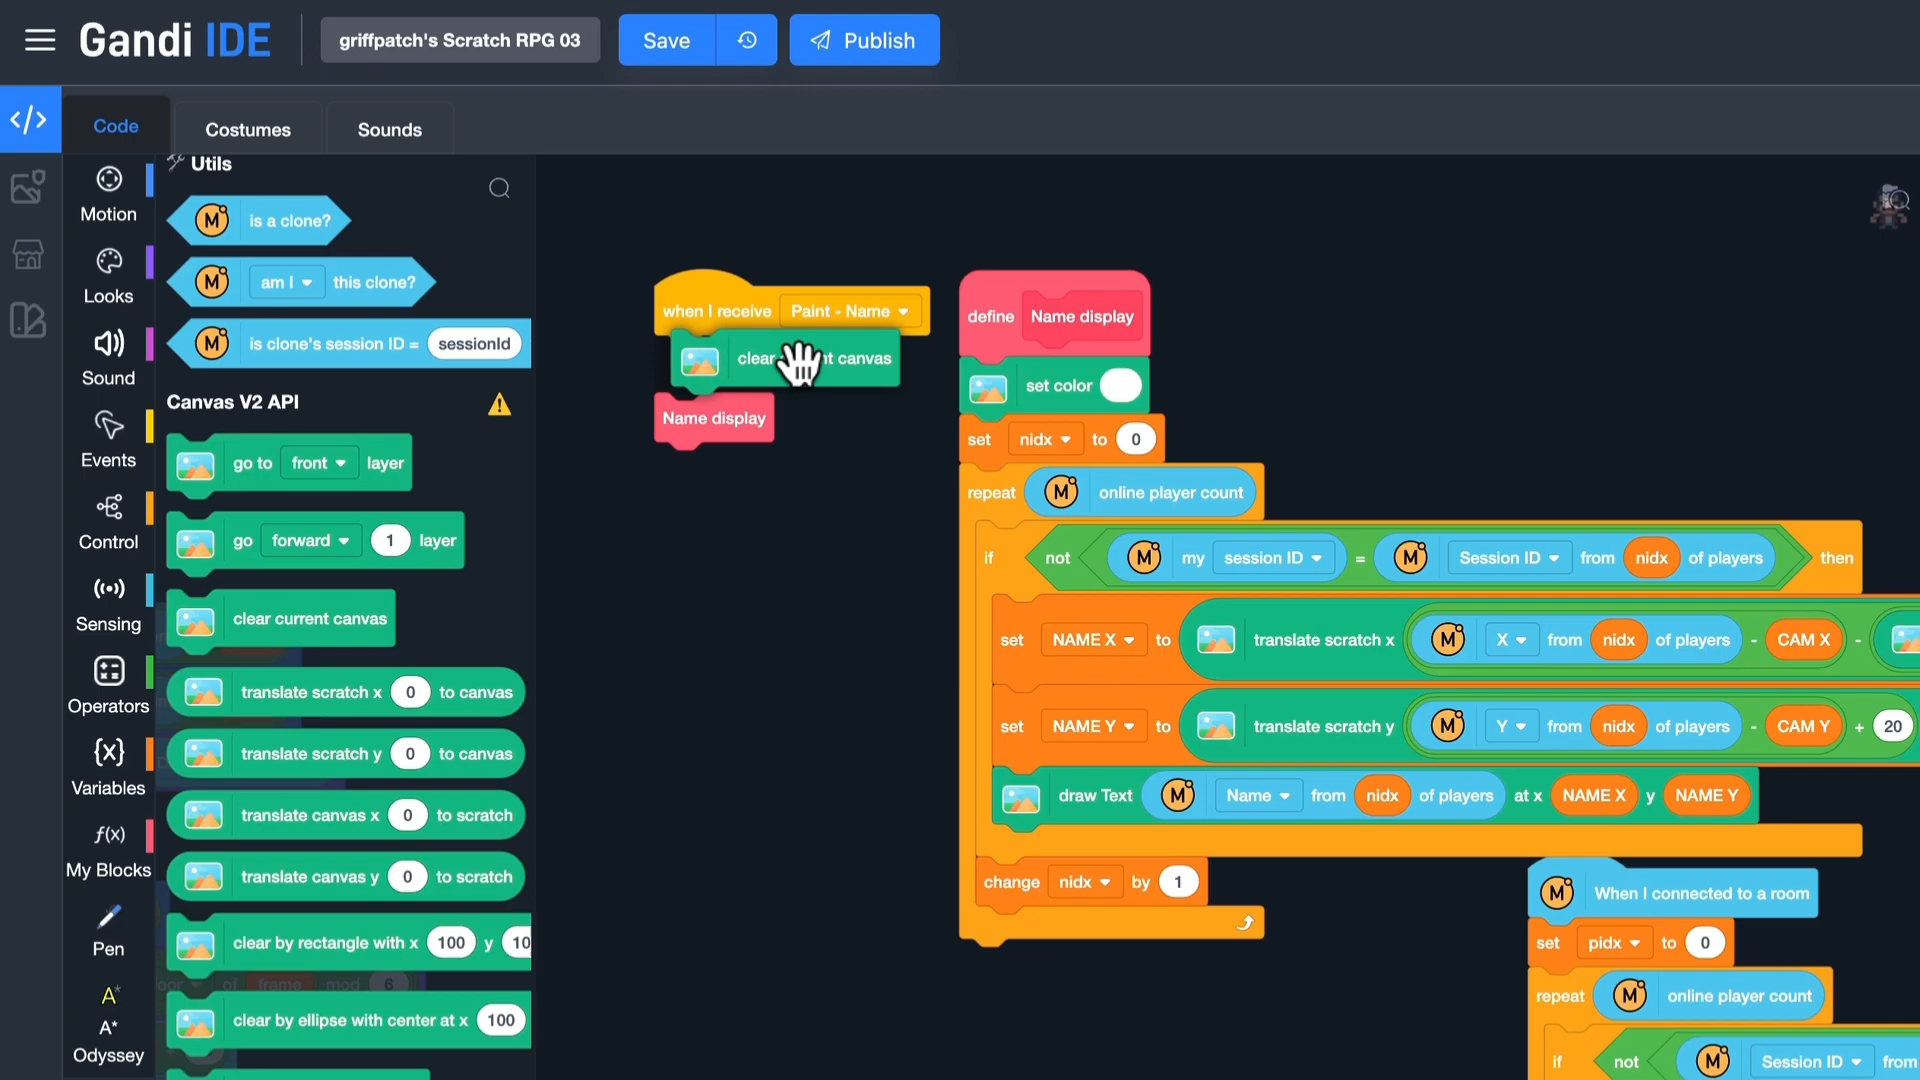 Gandi IDE
griffpatch's Scratch RPG 03
Save
Publish
Code
Costumes
Sounds
Motion
Looks
Sound
Events
Control
Sensing
Operators
Variables
f(x)
My Blocks
Pen
A*
A*
Odyssey
Utils
M is a clone?
M am I this clone?
M is clone's session ID = sessionId
Canvas V2 API
go to front layer
go forward 1 layer
clear current canvas
translate scratch x 0 to canvas
translate scratch y 0 to canvas
translate canvas x 0 to scratch
translate canvas y 0 to scratch
clear by rectangle with x 100 y 10
of frame mod 6
clear by ellipse with center at x 100
when I receive Paint - Name
clear canvas
Name display
define Name display
set color
set nidx to 0
repeat M online player count
if not M my session ID = M Session ID from nidx of players then
set NAME X to translate scratch x M X from nidx of players - CAM X -
set NAME Y to translate scratch y M Y from nidx of players - CAM Y + 20
draw Text M Name from nidx of players at x NAME X y NAME Y
change nidx by 1
M When I connected to a room
set pidx to 0
repeat M online player count
if not M Session ID from